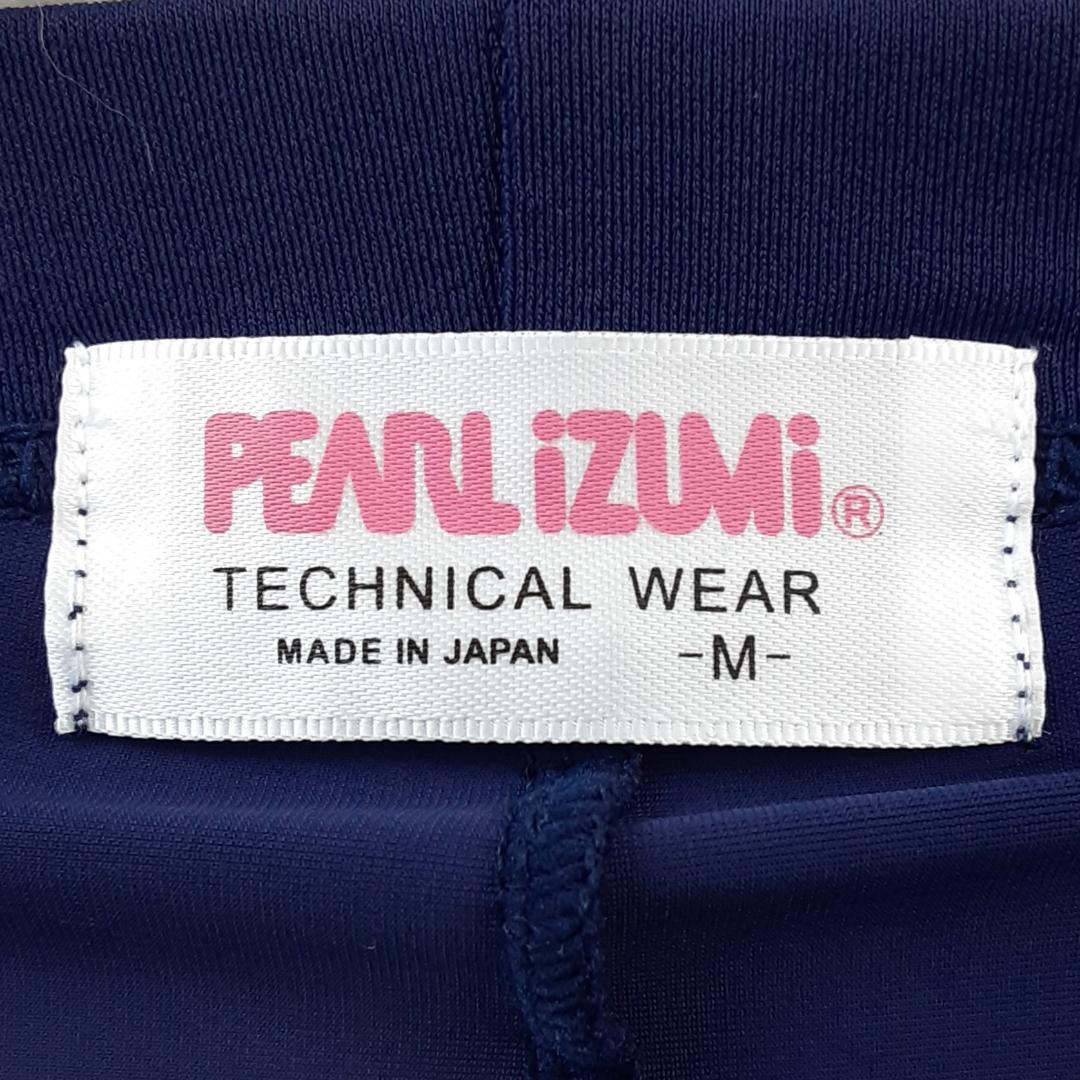 PEARL iZUMi®
TECHNICAL WEAR
MADE IN JAPAN -M-